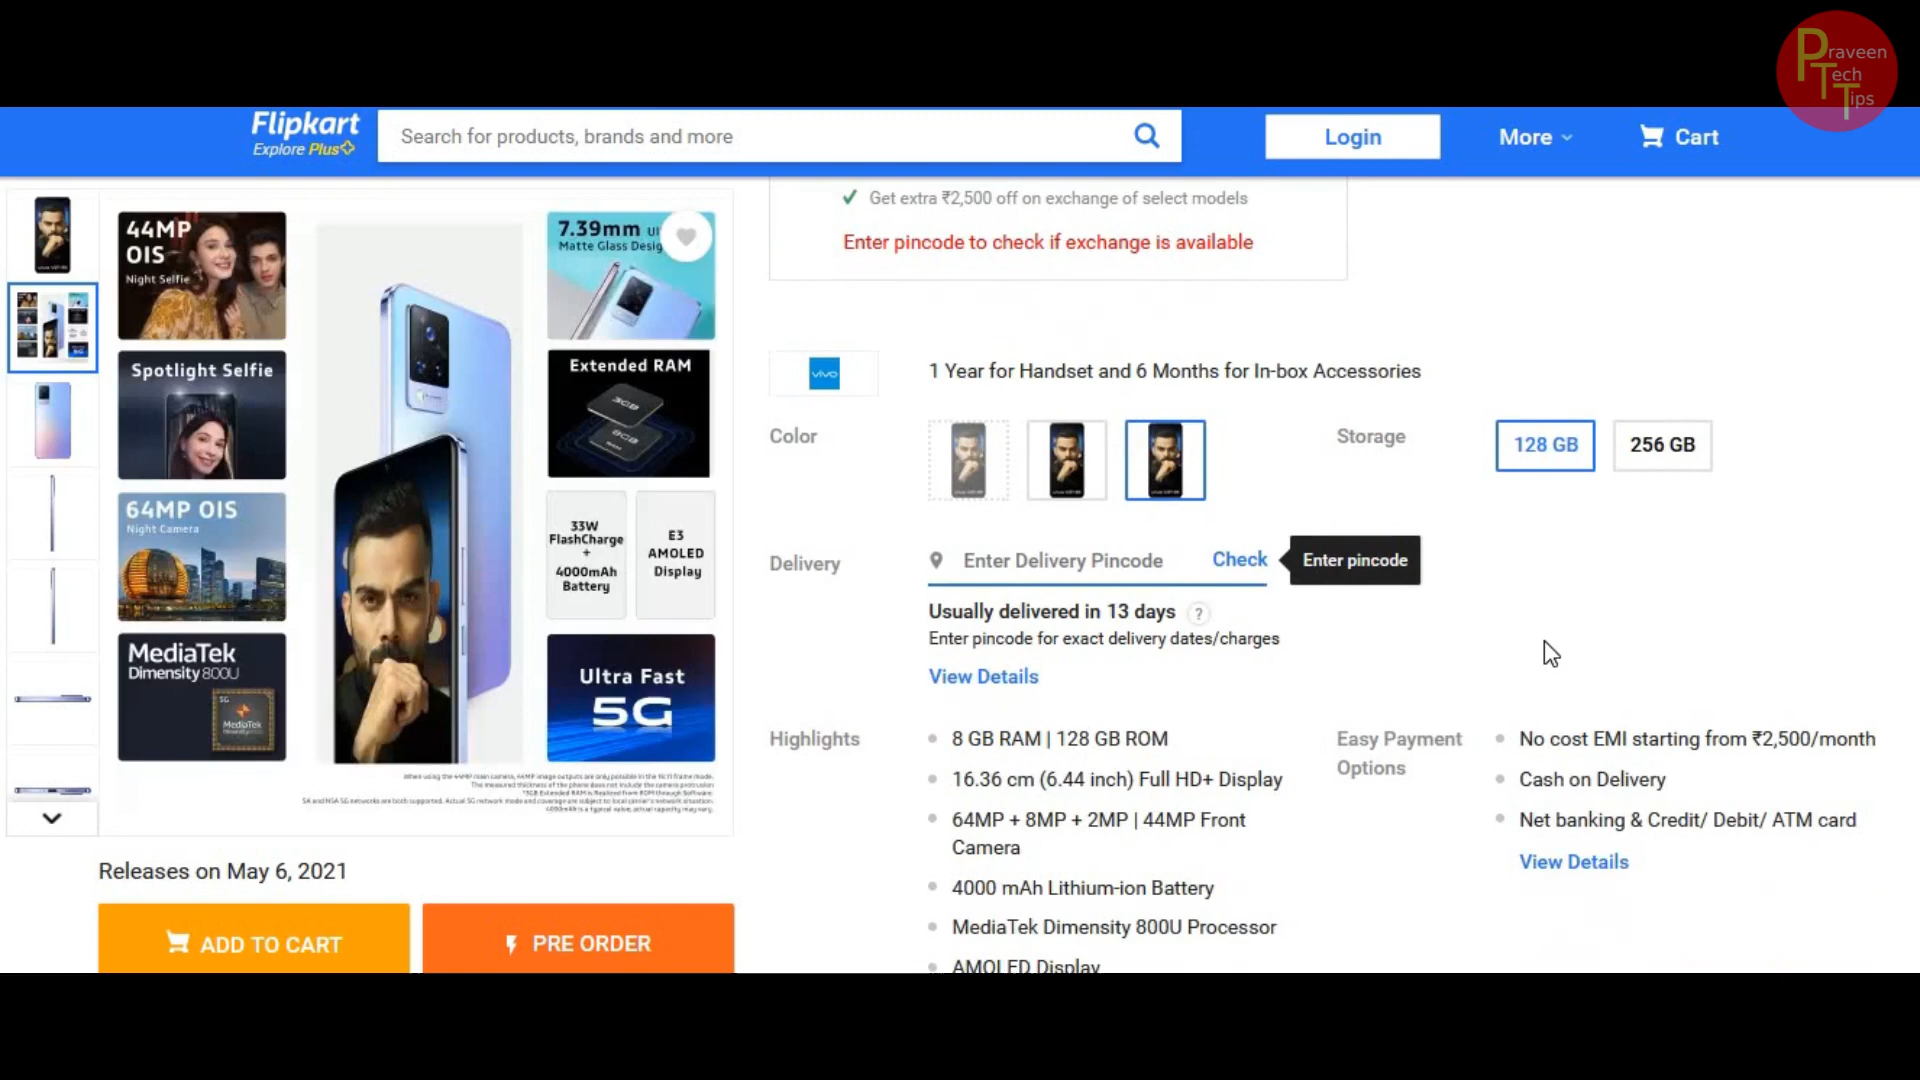 Praveen
Tech
Tips
Flipkart
Explore Plus
Search for products, brands and more
Login
More
Cart
Get extra ₹2,500 off on exchange of select models
Enter pincode to check if exchange is available
44MP
OIS
Night Selfie
7.39mm
Matte Glass Desig
Spotlight Selfie
Extended RAM
3GB
8GB
64MP OIS
Night Camera
33W
FlashCharge
+
4000mAh
Battery
E3
AMOLED
Display
MediaTek
Dimensity 800U
5G
MediaTek
Ultra Fast
5G
vivo
1 Year for Handset and 6 Months for In-box Accessories
Color
Storage
128 GB
256 GB
Delivery
Enter Delivery Pincode
Check
Enter pincode
Usually delivered in 13 days ?
Enter pincode for exact delivery dates/charges
View Details
Highlights
8 GB RAM | 128 GB ROM
16.36 cm (6.44 inch) Full HD+ Display
64MP + 8MP + 2MP | 44MP Front
Camera
4000 mAh Lithium-ion Battery
MediaTek Dimensity 800U Processor
AMOLED Display
Easy Payment
Options
No cost EMI starting from ₹2,500/month
Cash on Delivery
Net banking & Credit/ Debit/ ATM card
View Details
Releases on May 6, 2021
ADD TO CART
PRE ORDER